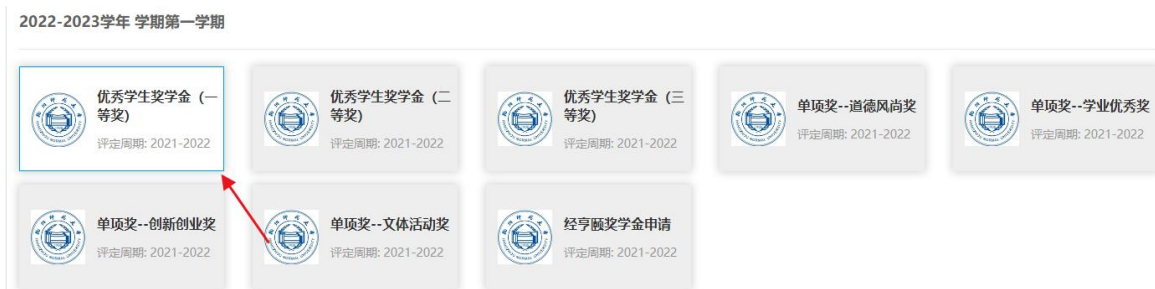 2022-2023学年 学期第一学期
优秀学生奖学金（一
等奖）
评定周期: 2021-2022
优秀学生奖学金（二
等奖）
评定周期: 2021-2022
优秀学生奖学金（三
等奖）
评定周期: 2021-2022
单项奖--道德风尚奖
评定周期: 2021-2022
单项奖--学业优秀奖
评定周期: 2021-2022
单项奖--创新创业奖
评定周期: 2021-2022
单项奖--文体活动奖
评定周期: 2021-2022
经亨颐奖学金申请
评定周期: 2021-2022